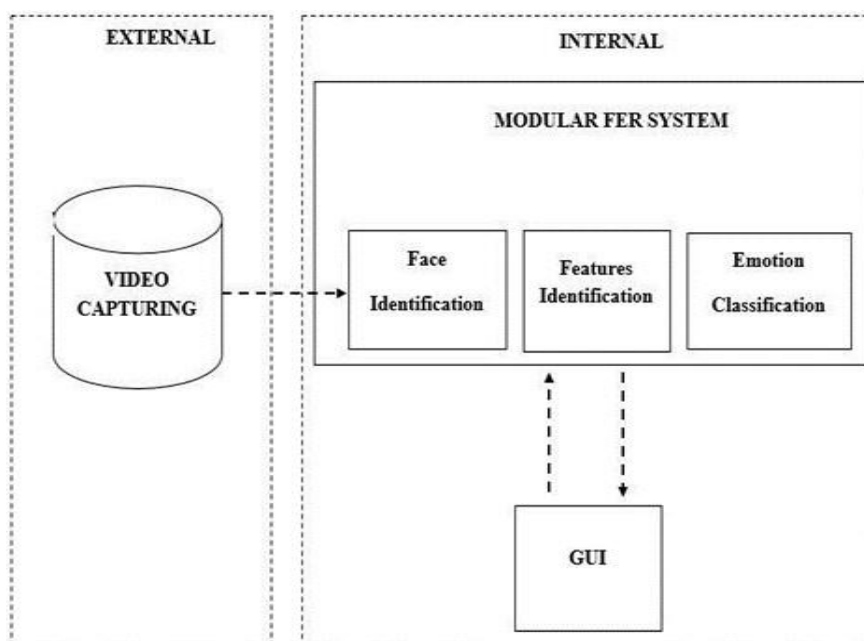 EXTERNAL
INTERNAL
MODULAR FER SYSTEM
VIDEO
CAPTURING
Face
Identification
Features
Identification
Emotion
Classification
GUI